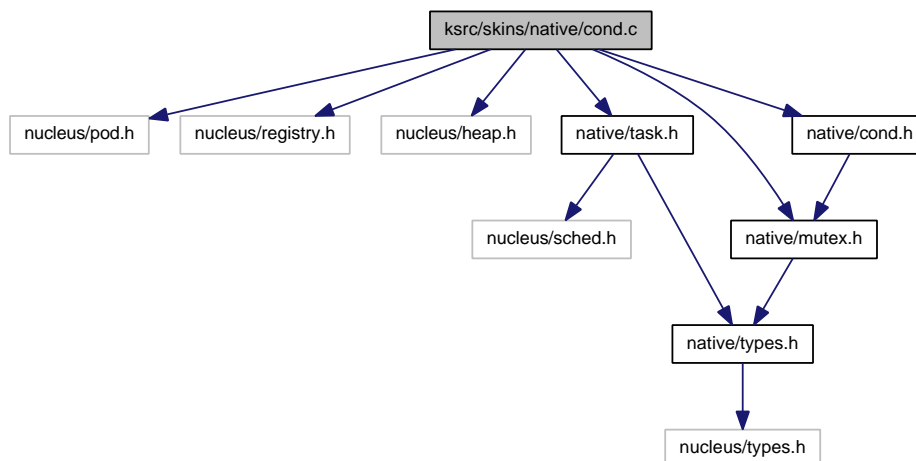 ksrc/skins/native/cond.c
nucleus/pod.h
nucleus/registry.h
nucleus/heap.h
native/task.h
native/cond.h
nucleus/sched.h
native/mutex.h
native/types.h
nucleus/types.h